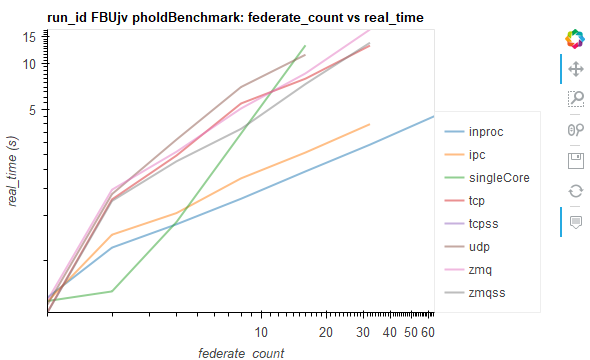 run_id FBUjv pholdBenchmark: federate_count vs real_time
15
10
5
real_time (s)
10
20
30
40
50
60
federate_count
inproc
ipc
singleCore
tcp
tcpss
udp
zmq
zmqss